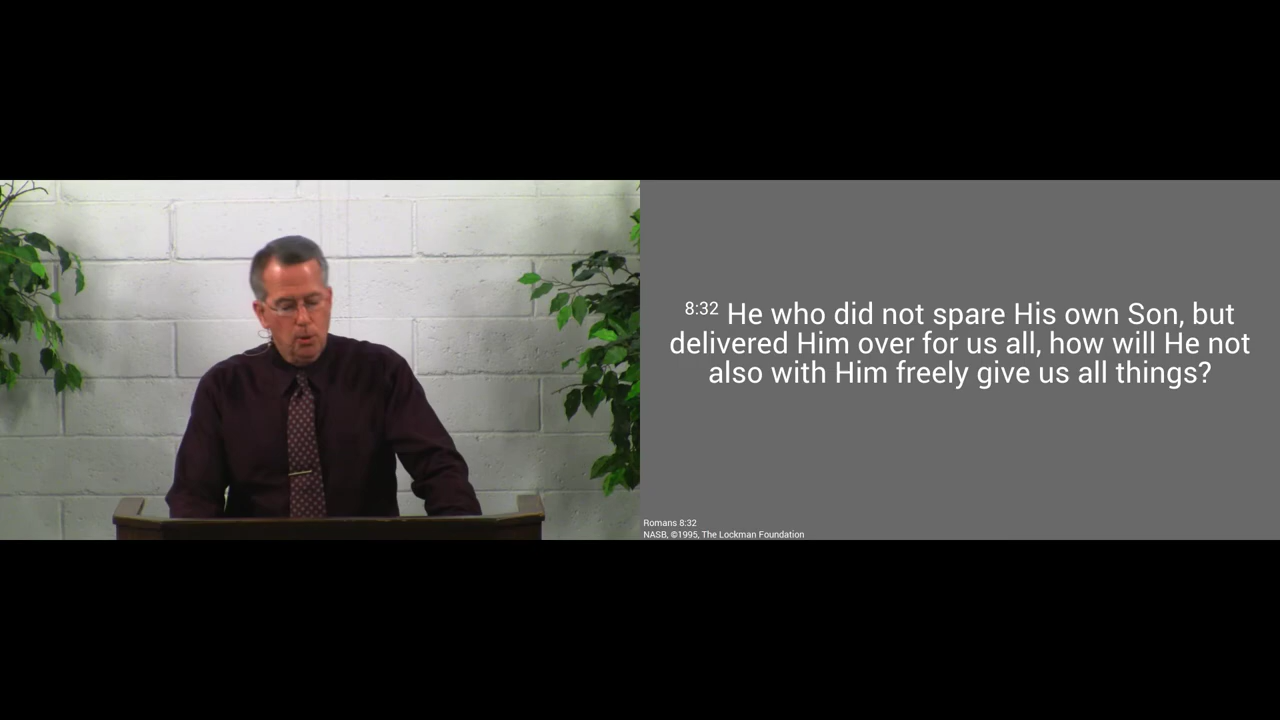 8:32 He who did not spare His own Son, but
delivered Him over for us all, how will He not
also with Him freely give us all things?
Romans 8:32
NASB, ©1995, The Lockman Foundation